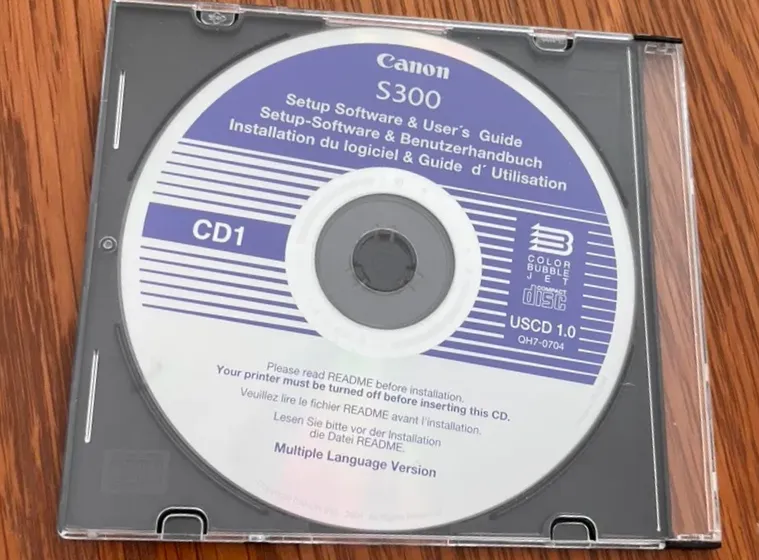 Canon
S300
Setup Software & User´s Guide
Setup-Software & Benutzerhandbuch
Installation du logiciel & Guide d´ Utilisation
CD1
COLOR
BUBBLE
JET
COMPACT
disc
USCD 1.0
QH7-0704
Please read README before installation.
Your printer must be turned off before inserting this CD.
Veuillez lire le fichier README avant l'installation.
Lesen Sie bitte vor der Installation
die Datei README.
Multiple Language Version